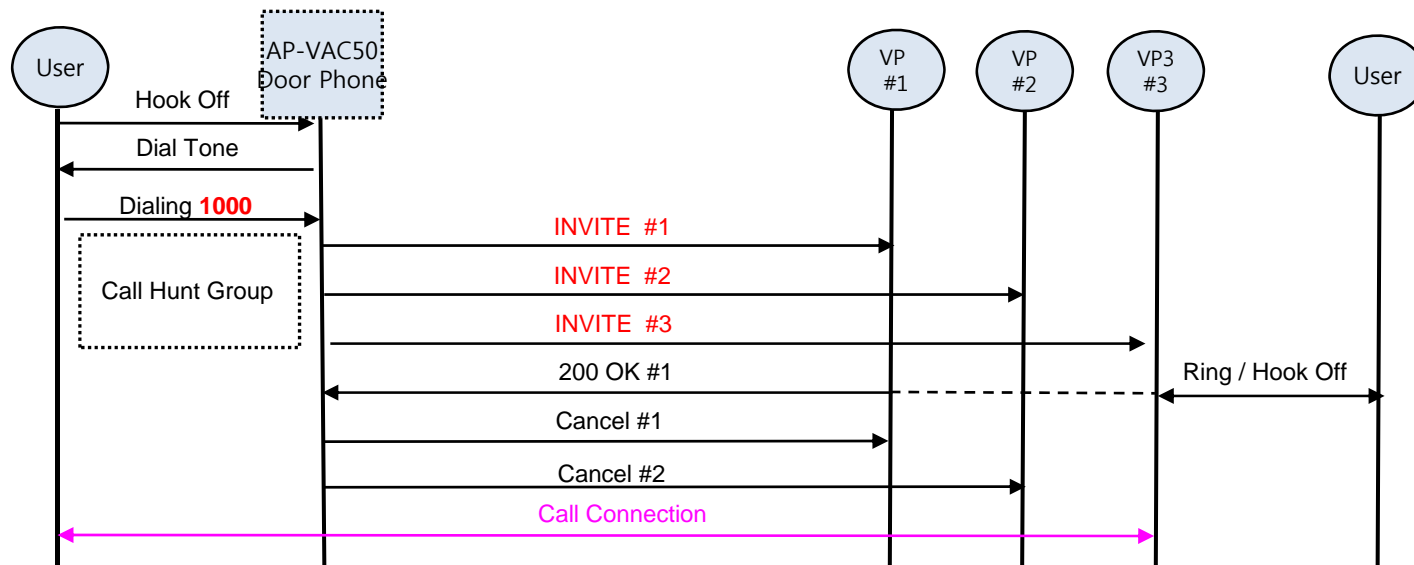 User
AP-VAC50
Door Phone
VP
#1
VP
#2
VP3
#3
User
Hook Off
Dial Tone
Dialing 1000
INVITE #1
Call Hunt Group
INVITE #2
INVITE #3
200 OK #1
Ring / Hook Off
Cancel #1
Cancel #2
Call Connection